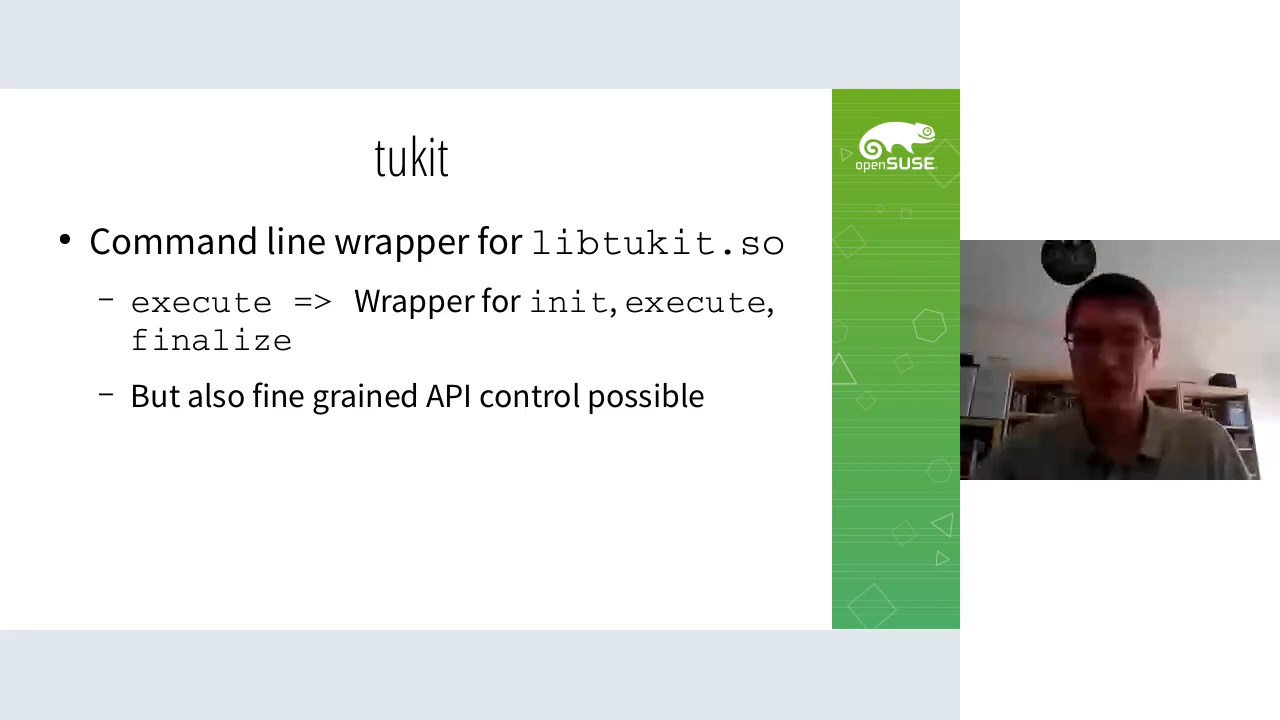 tukit
• Command line wrapper for libtukit.so
– execute => Wrapper for init, execute,
finalize
– But also fine grained API control possible
openSUSE